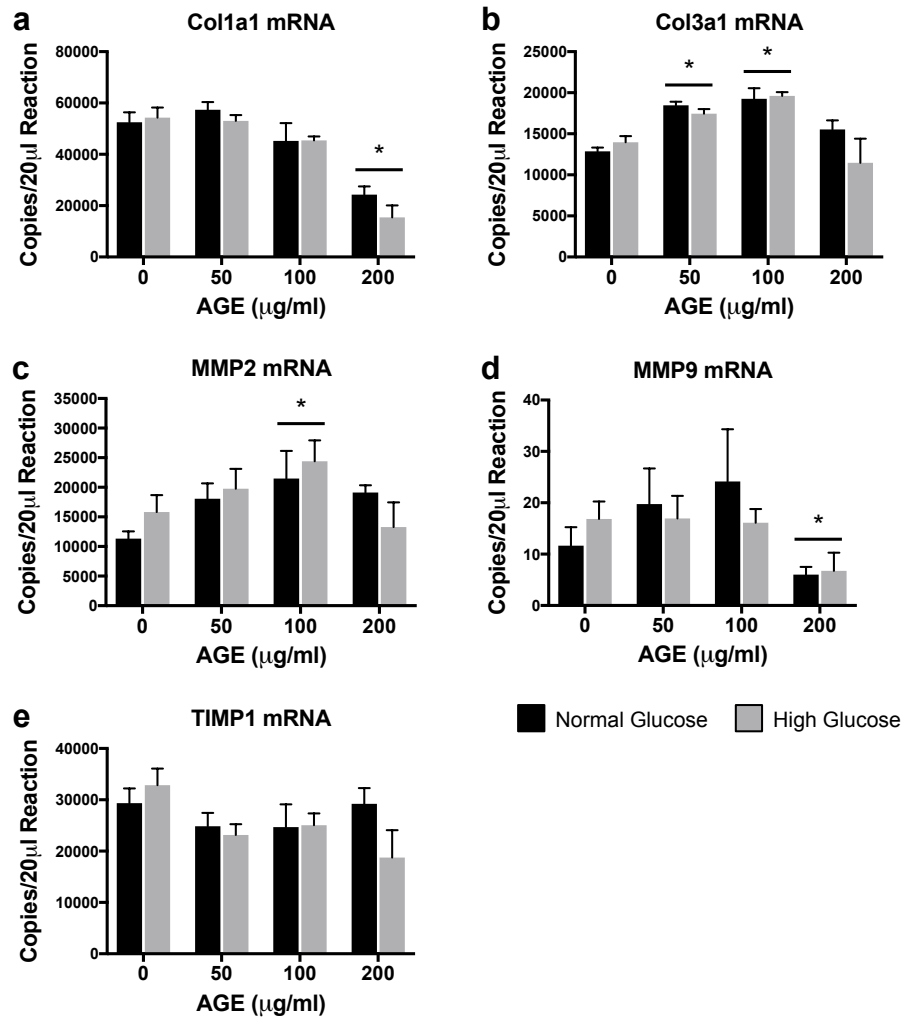 a
Col1a1 mRNA
Copies/20μl Reaction
80000
60000
40000
20000
0
*
0 50 100 200
AGE (μg/ml)
b
Col3a1 mRNA
Copies/20μl Reaction
25000
20000
15000
10000
5000
0
* *
0 50 100 200
AGE (μg/ml)
c
MMP2 mRNA
Copies/20μl Reaction
35000
30000
25000
20000
15000
10000
5000
0
*
0 50 100 200
AGE (μg/ml)
d
MMP9 mRNA
Copies/20μl Reaction
40
30
20
10
0
*
0 50 100 200
AGE (μg/ml)
e
TIMP1 mRNA
Copies/20μl Reaction
40000
30000
20000
10000
0
0 50 100 200
AGE (μg/ml)
Normal Glucose High Glucose